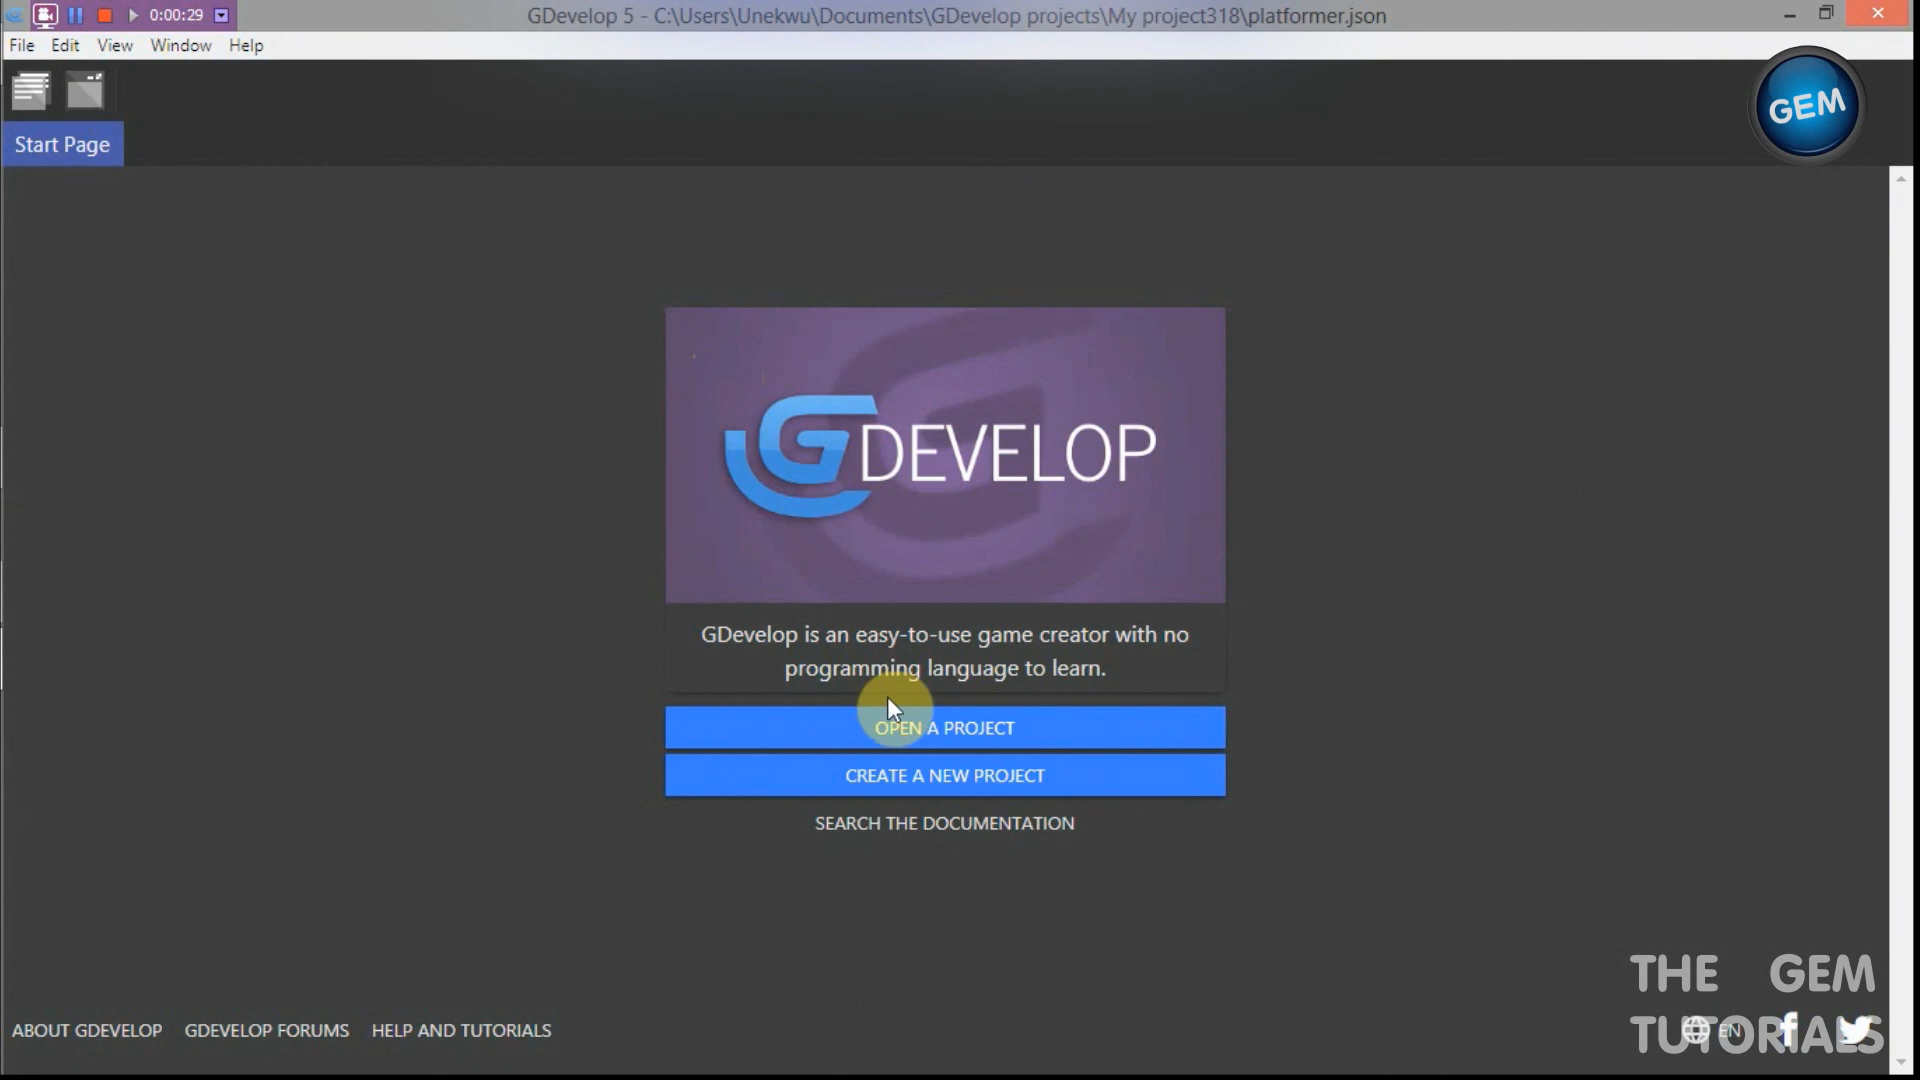 0:00:29
GDevelop 5 - C:\Users\Unekwu\Documents\GDevelop projects\My project318\platformer.json
File Edit View Window Help
GEM
Start Page
GDEVELOP
GDevelop is an easy-to-use game creator with no
programming language to learn.
OPEN A PROJECT
CREATE A NEW PROJECT
SEARCH THE DOCUMENTATION
THE GEM
TUTORIALS
ABOUT GDEVELOP GDEVELOP FORUMS HELP AND TUTORIALS
EN